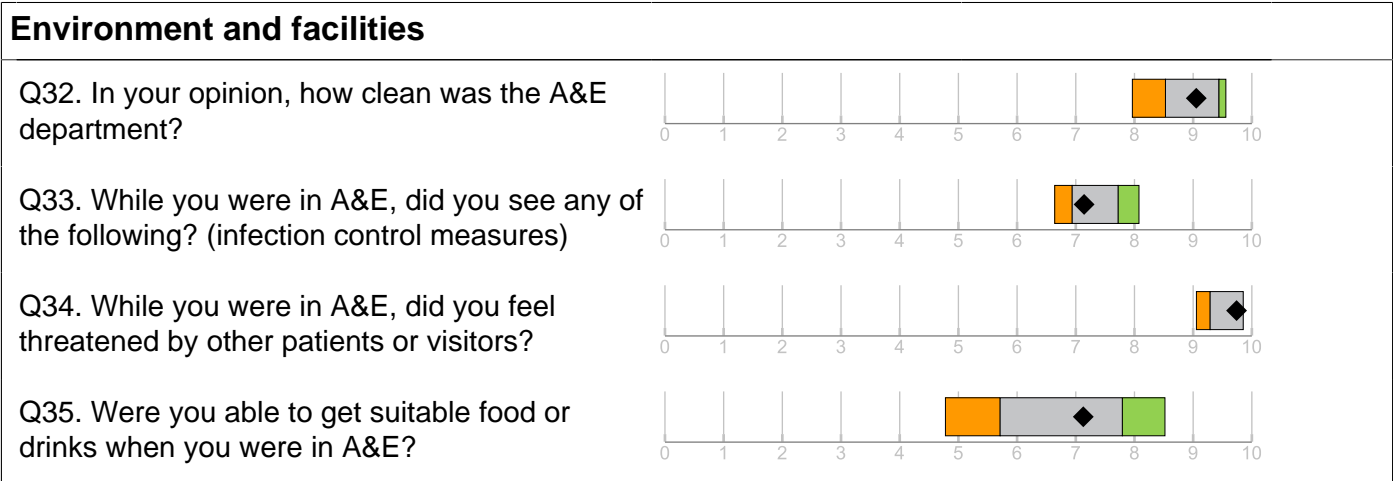 Environment and facilities
Q32. In your opinion, how clean was the A&E
department?
0 1 2 3 4 5 6 7 8 9 10
Q33. While you were in A&E, did you see any of
the following? (infection control measures)
0 1 2 3 4 5 6 7 8 9 10
Q34. While you were in A&E, did you feel
threatened by other patients or visitors?
0 1 2 3 4 5 6 7 8 9 10
Q35. Were you able to get suitable food or
drinks when you were in A&E?
0 1 2 3 4 5 6 7 8 9 10